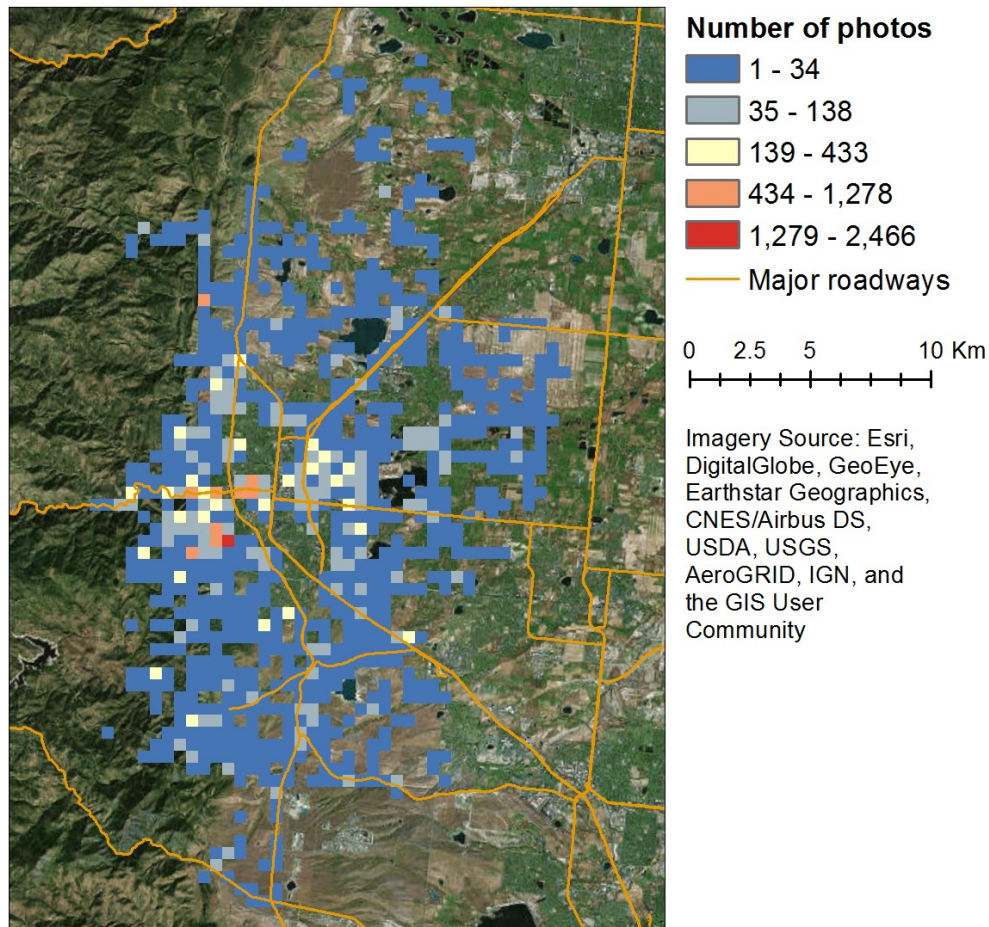 Number of photos
1 - 34
35 - 138
139 - 433
434 - 1,278
1,279 - 2,466
Major roadways
0 2.5 5 10 Km
Imagery Source: Esri,
DigitalGlobe, GeoEye,
Earthstar Geographics,
CNES/Airbus DS,
USDA, USGS,
AeroGRID, IGN, and
the GIS User
Community